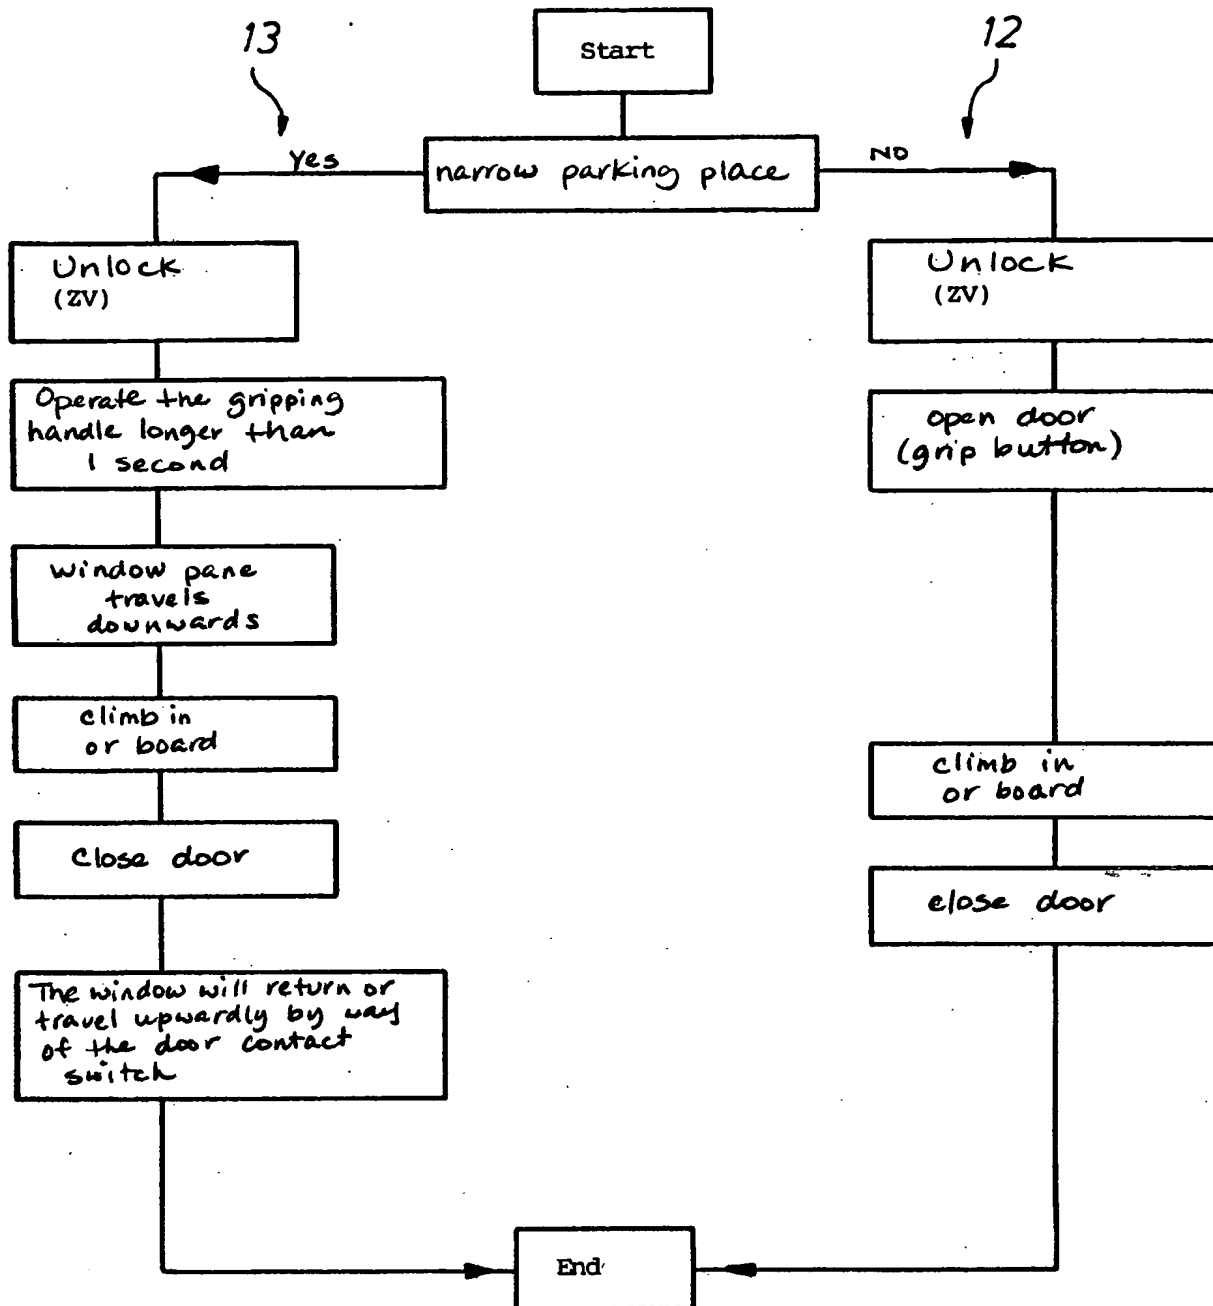 13
12
Start
Yes
narrow parking place
NO
Unlock
(ZV)
Operate the gripping
handle longer than
1 second
window pane
travels
downwards
climb in
or board
Close door
The window will return or
travel upwardly by way
of the door contact
switch
Unlock
(ZV)
open door
(grip button)
climb in
or board
close door
End